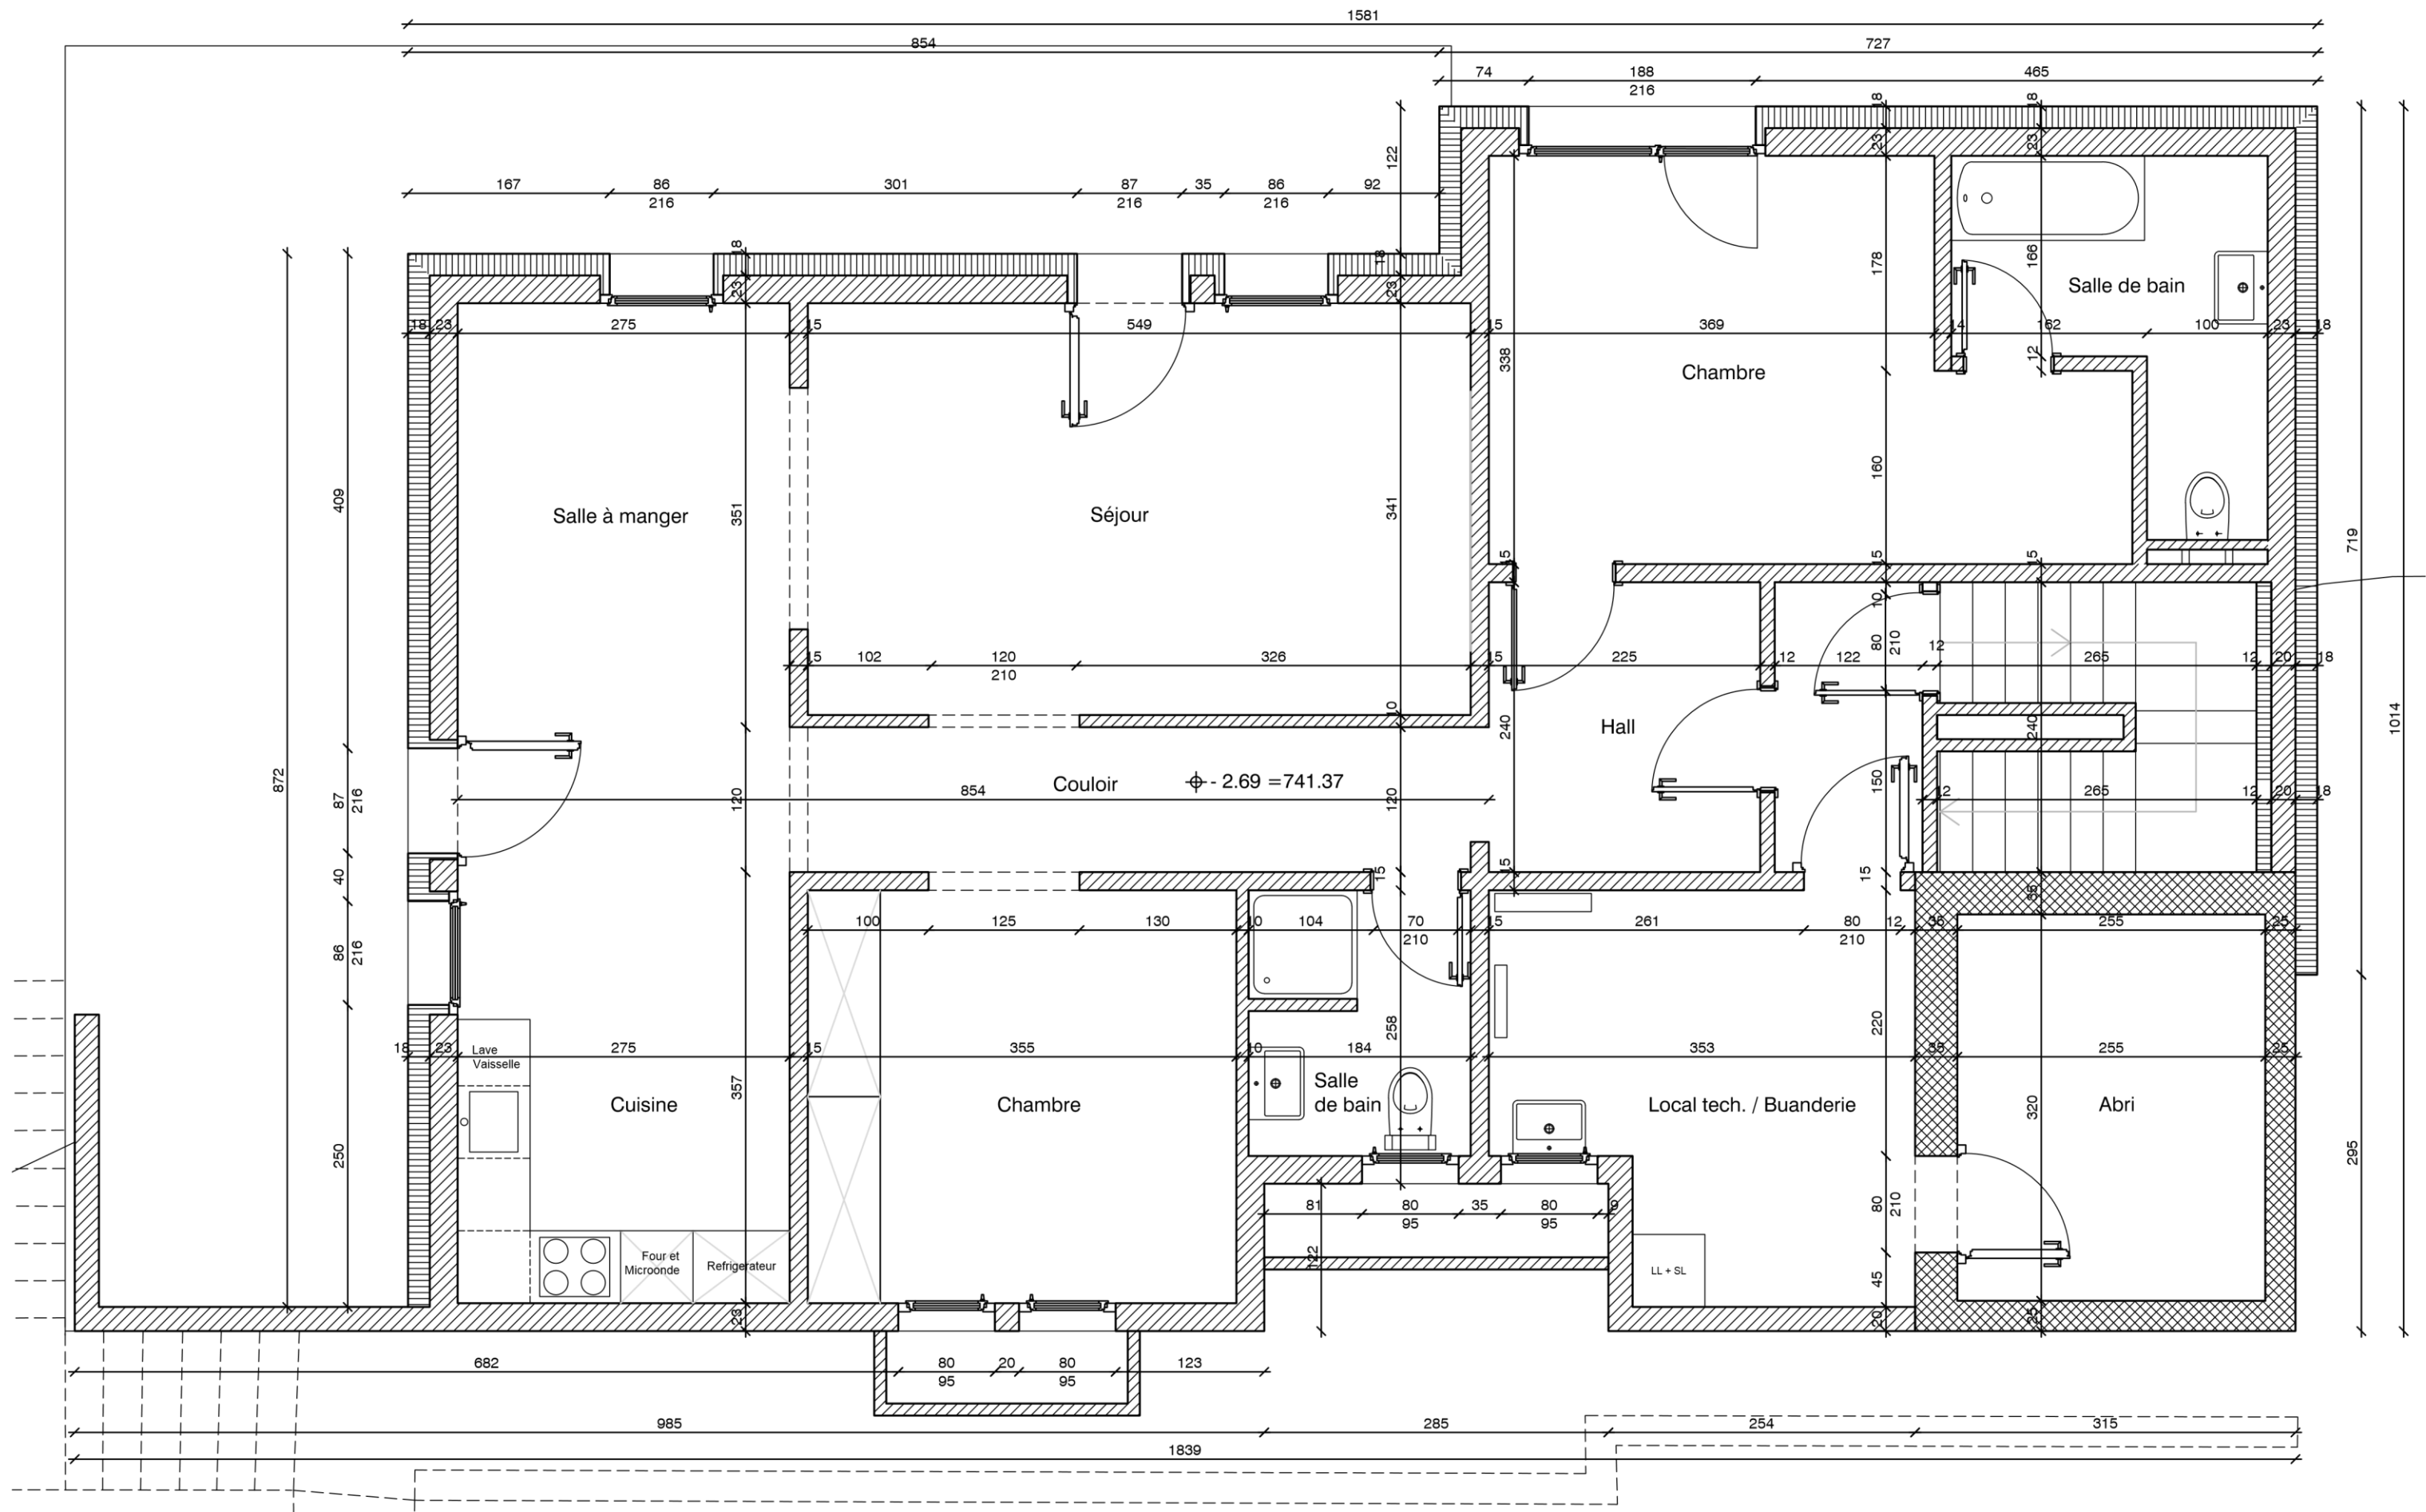 1581
854 727
74 188 465
216
18 18
23 23
122
167 86 301 87 35 86 92
216 216 216
18 18
23 23
178 166
Salle de bain
18 23 275 15 549 15 369 14 162 100 23 18
338 12
Chambre
409 351 341 160
Salle à manger Séjour
719
15 15 15
10
80 210
12
15 102 120 326 15 225 12 122 265 12 20 18
210
10
240 240
Hall
1014
872
Couloir - 2.69 =741.37
854
150
12 265 12 20 18
87 216 120 120
40 15 15 15 35
100 125 130 10 104 70 15 261 80 12 35 255 25
210 210
86 216
258 220
18 23 275 15 355 10 184 15 353 35 255 25
Lave
Vaisselle
357
Salle
de bain
Cuisine Chambre Local tech. / Buanderie Abri
320
250 295
81 80 35 80 9
95 95
80 210
122
Four et
Microonde
Refrigerateur
LL + SL
45
23 20 25
682 80 20 80 123
95 95
985 285 254 315
1839